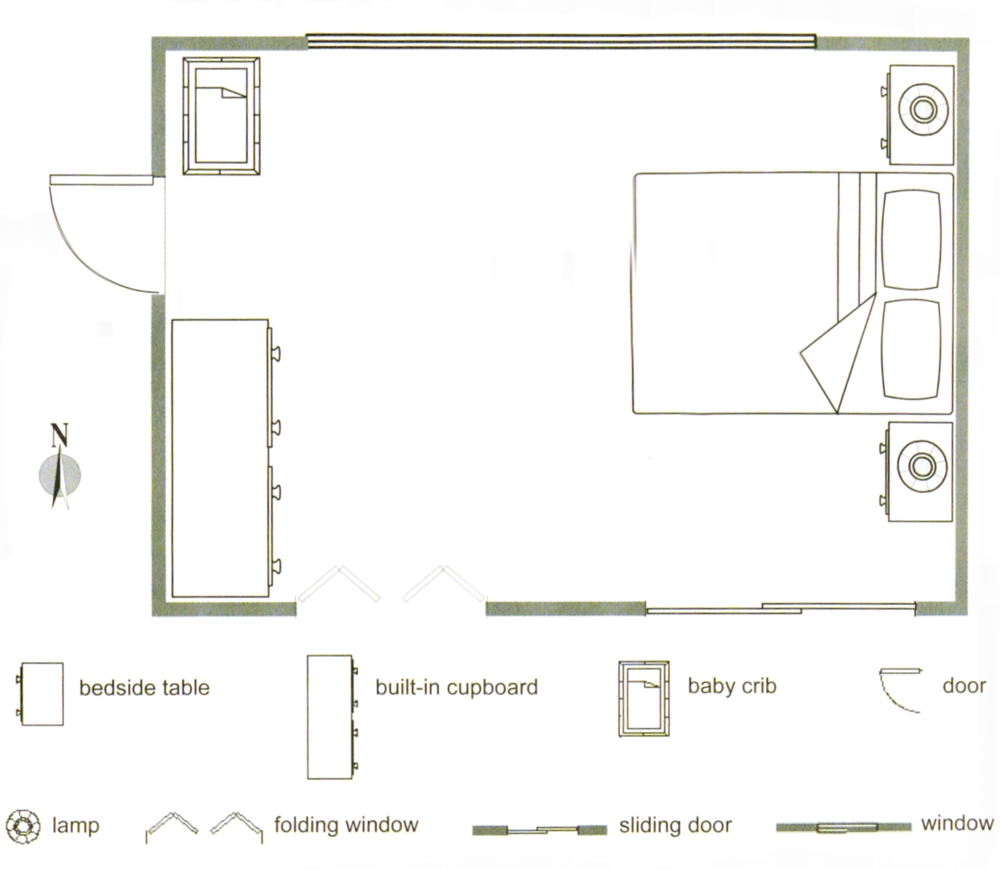 N
bedside table
built-in cupboard
baby crib
door
lamp
folding window
sliding door
window